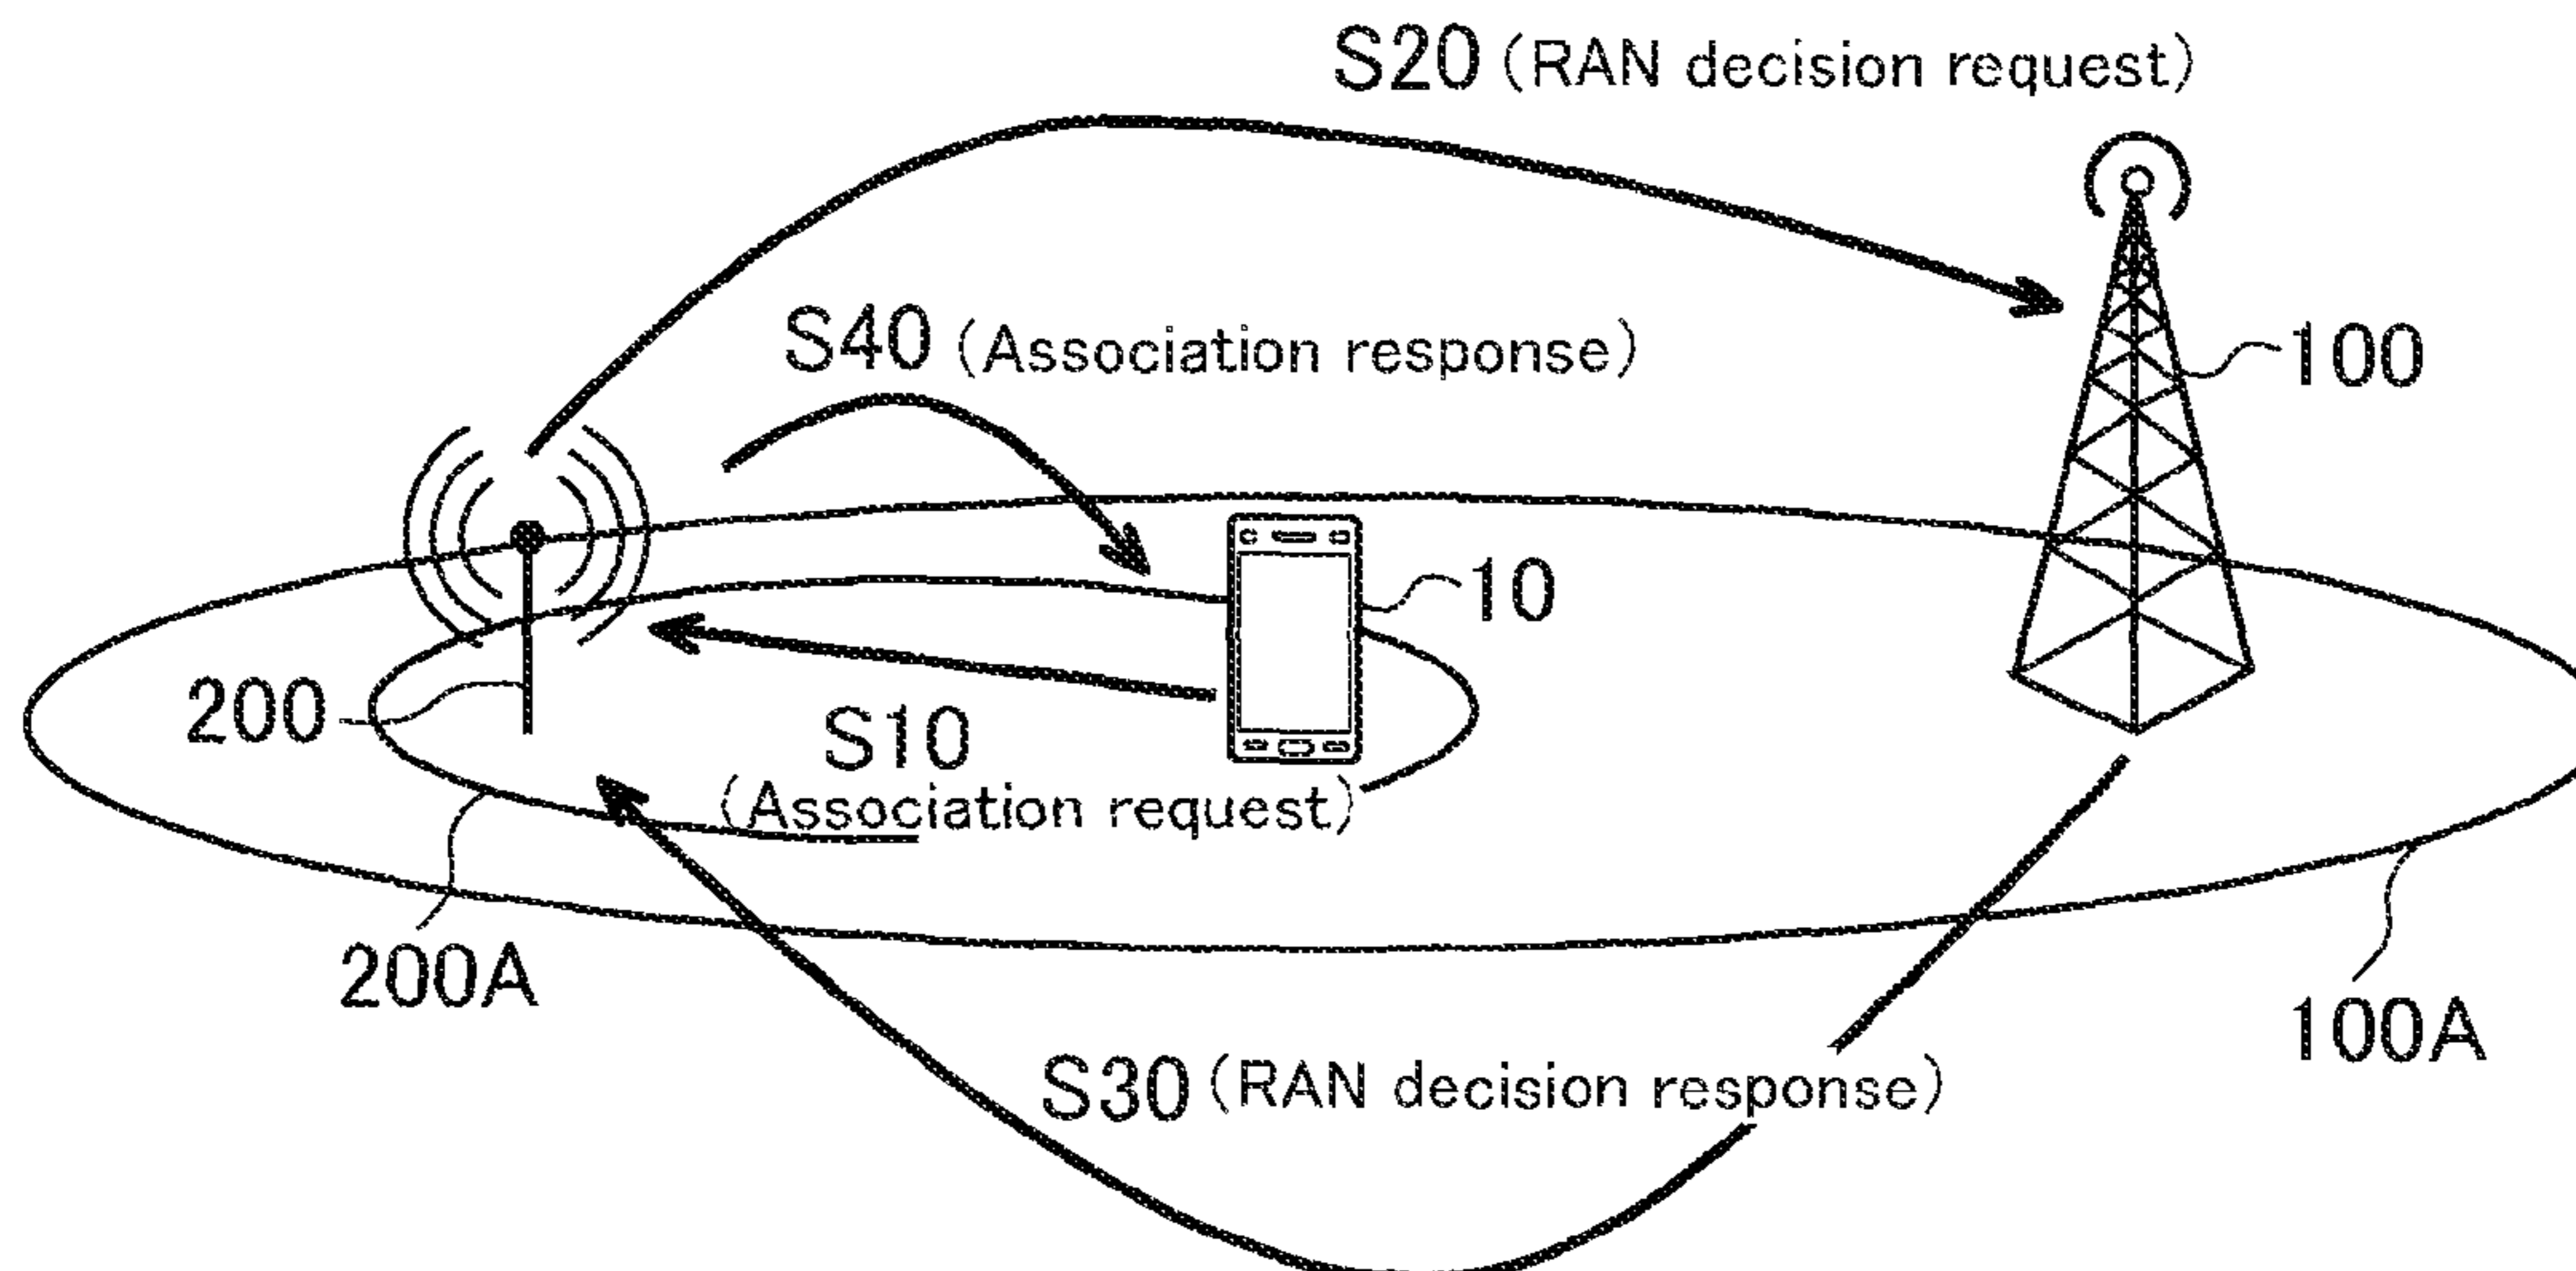 S20 (RAN decision request)
S40 (Association response)
100
10
200
S10
(Association request)
200A
100A
S30 (RAN decision response)